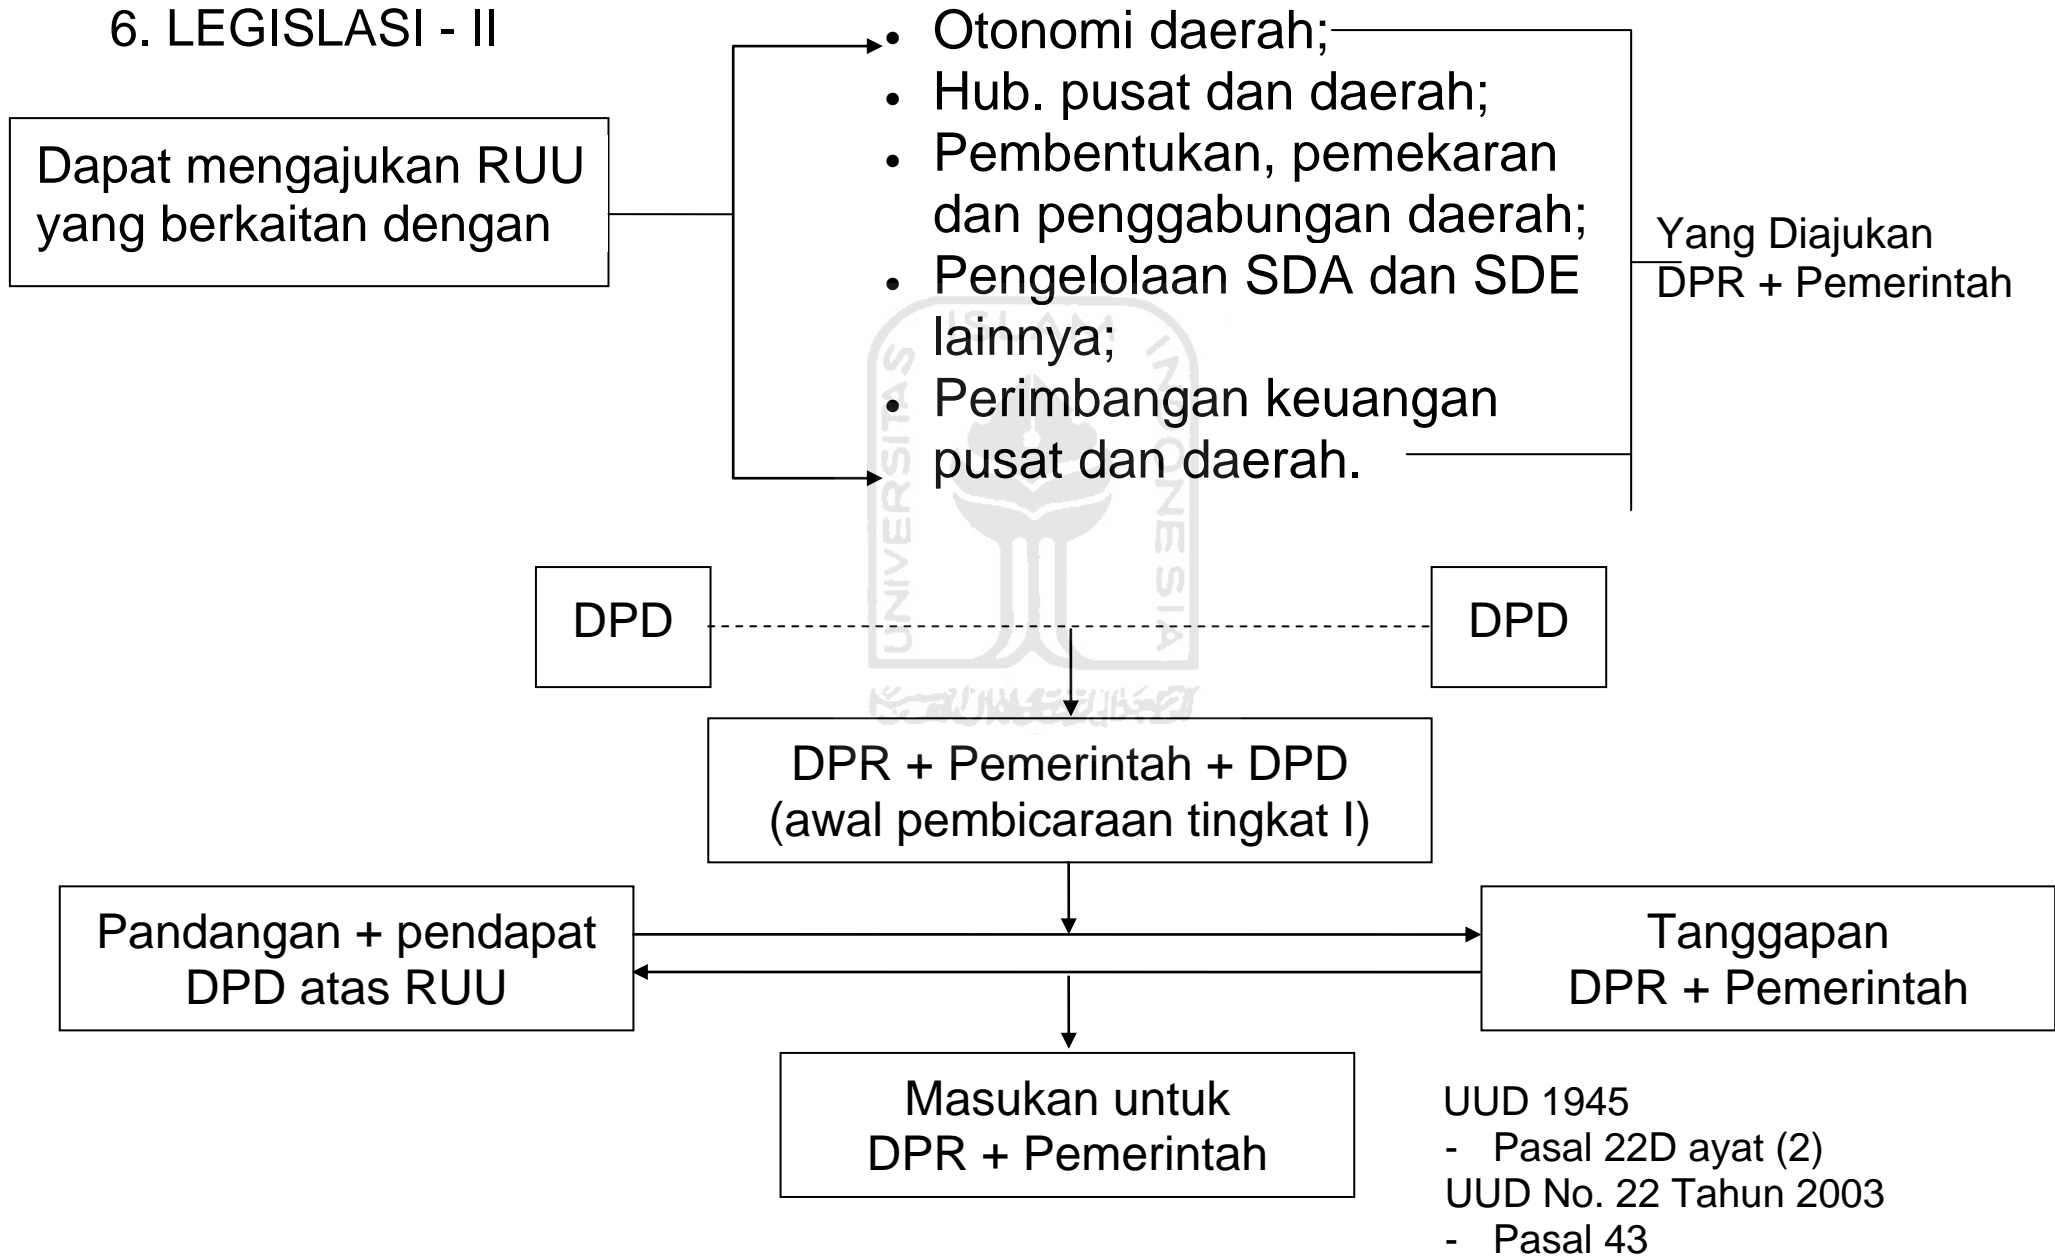 6. LEGISLASI - II
Dapat mengajukan RUU
yang berkaitan dengan
• Otonomi daerah;
• Hub. pusat dan daerah;
• Pembentukan, pemekaran
dan penggabungan daerah;
• Pengelolaan SDA dan SDE
lainnya;
• Perimbangan keuangan
pusat dan daerah.
Yang Diajukan
DPR + Pemerintah
UNIVERSITAS
ISLAM
INDONESIA
DPD
DPD
DPR + Pemerintah + DPD
(awal pembicaraan tingkat I)
Pandangan + pendapat
DPD atas RUU
Tanggapan
DPR + Pemerintah
Masukan untuk
DPR + Pemerintah
UUD 1945
- Pasal 22D ayat (2)
UUD No. 22 Tahun 2003
- Pasal 43